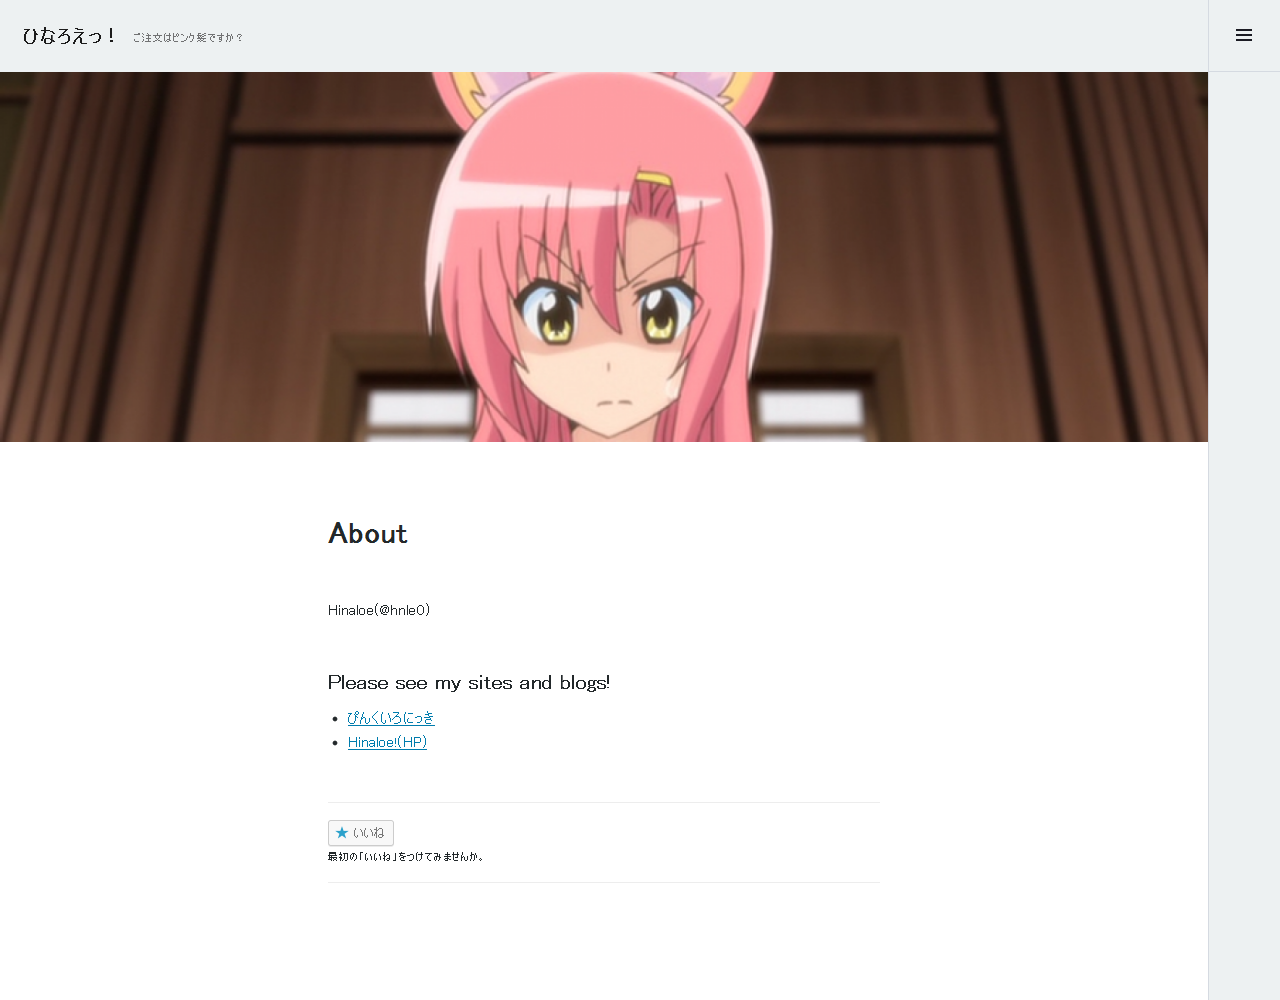 ひなろえっ！ ご注文はピンク髪ですか？
About
Hinaloe(@hnle0)
Please see my sites and blogs!
ぴんくいろにっき
Hinaloe!(HP)
いいね
最初の「いいね」をつけてみませんか。